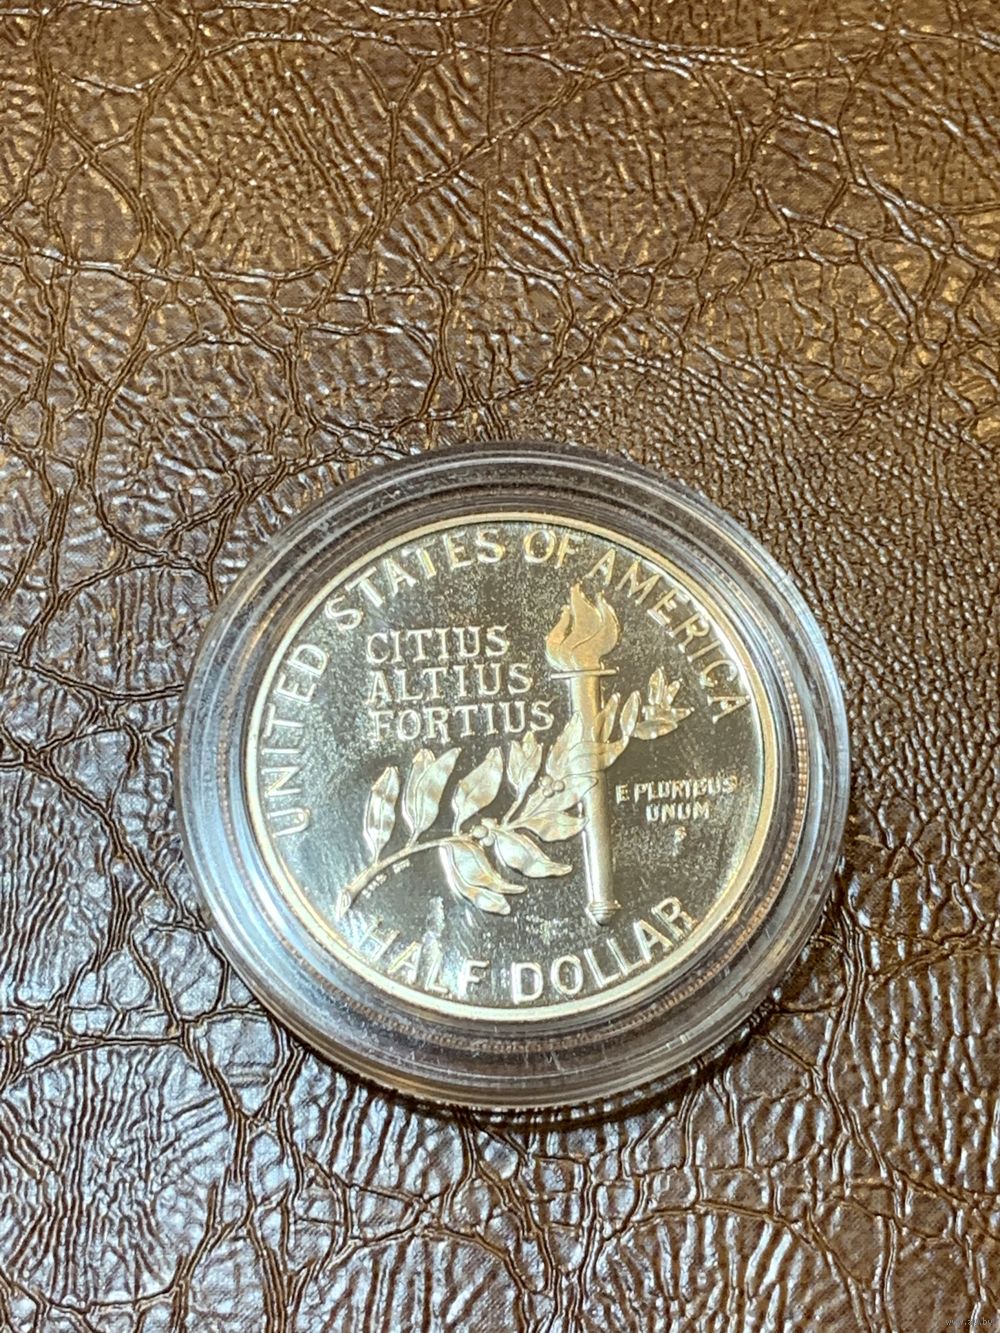 UNITED STATES OF AMERICA
CITIUS
ALTIUS
FORTIUS
E PLURIBUS
UNUM
S
HALF DOLLAR